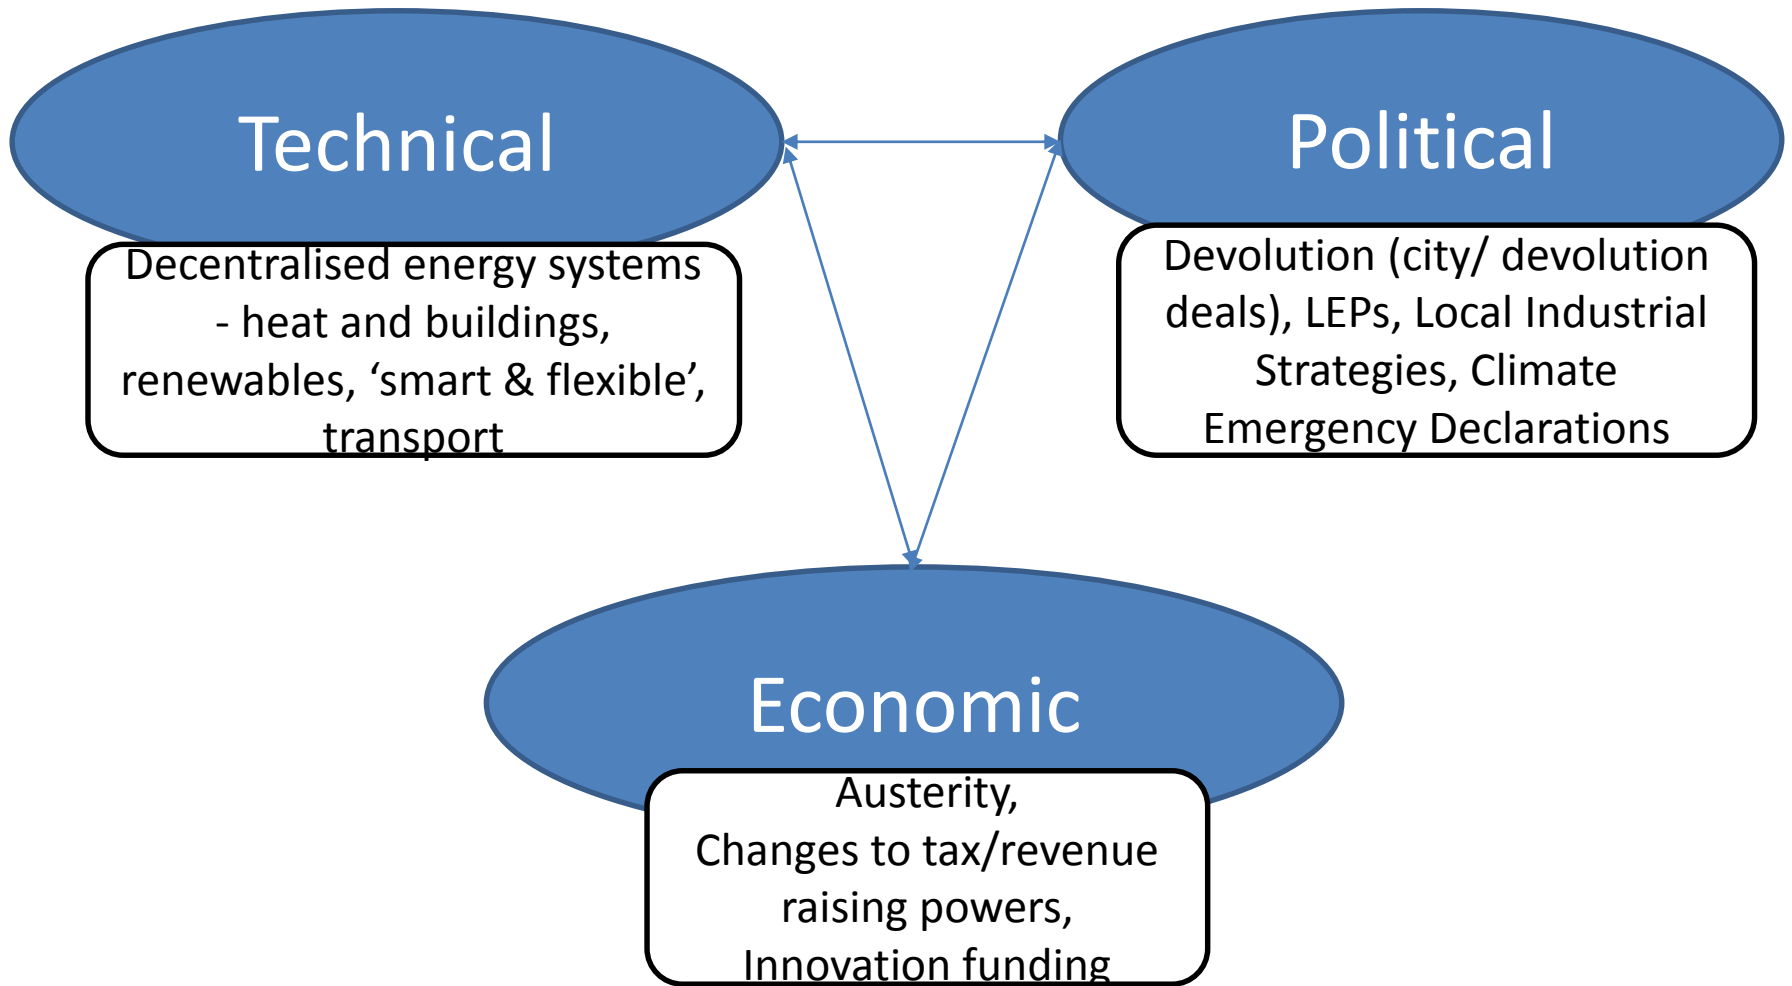 Technical
Decentralised energy systems
- heat and buildings,
renewables, ‘smart & flexible’,
transport
Political
Devolution (city/ devolution
deals), LEPs, Local Industrial
Strategies, Climate
Emergency Declarations
Economic
Austerity,
Changes to tax/revenue
raising powers,
Innovation funding